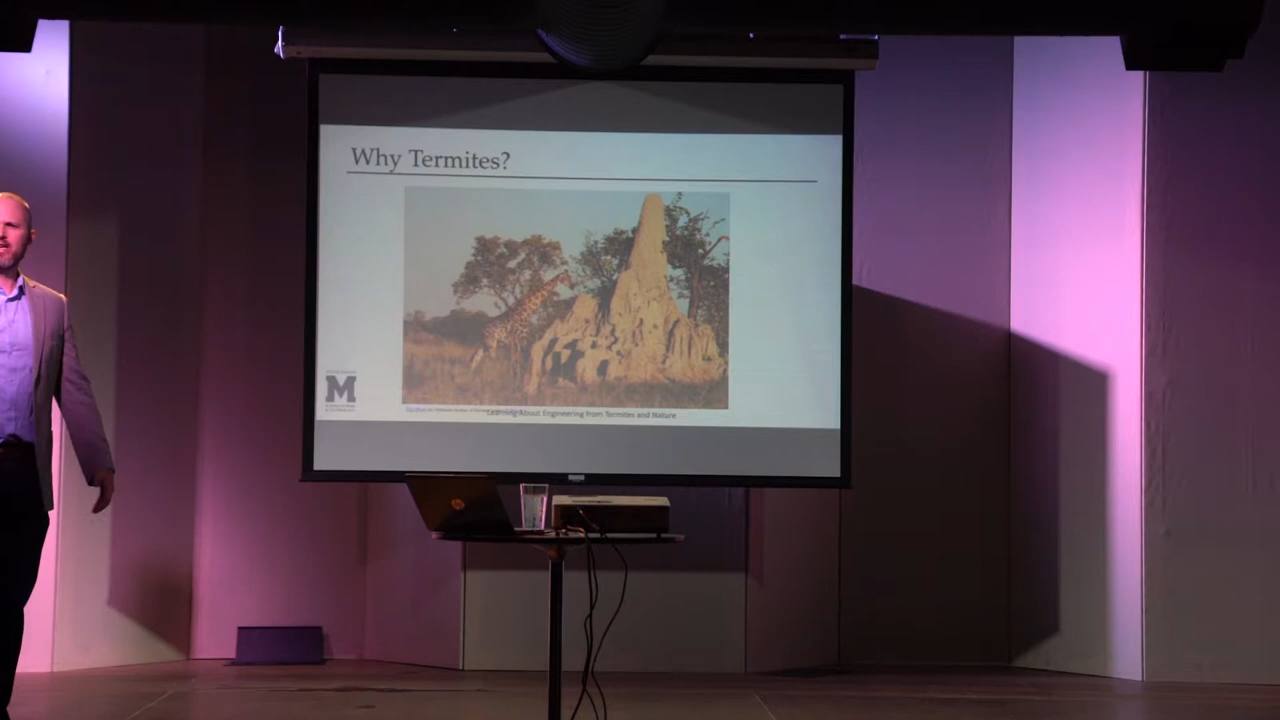 Why Termites?
M
Learning About Engineering from Termites and Nature